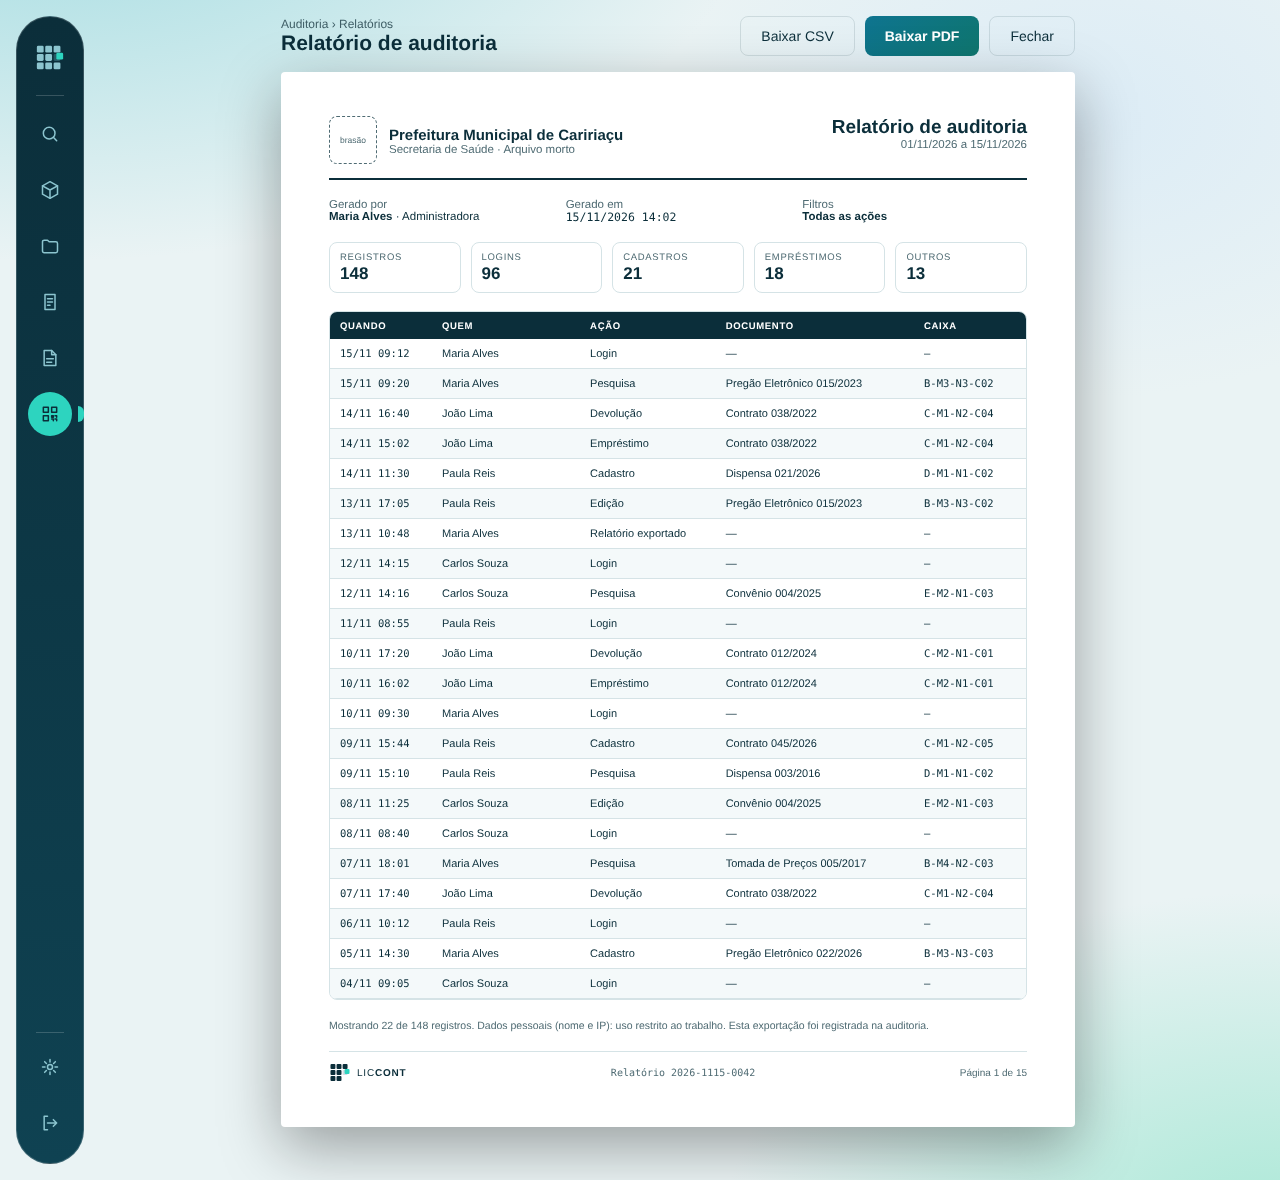 Auditoria › Relatórios
Relatório de auditoria
Baixar CSV
Baixar PDF
Fechar
brasão
Prefeitura Municipal de Caririaçu
Secretaria de Saúde · Arquivo morto
Relatório de auditoria
01/11/2026 a 15/11/2026
Gerado por
Maria Alves · Administradora
Gerado em
15/11/2026 14:02
Filtros
Todas as ações
REGISTROS
148
LOGINS
96
CADASTROS
21
EMPRÉSTIMOS
18
OUTROS
13
QUANDO QUEM AÇÃO DOCUMENTO CAIXA
15/11 09:12 Maria Alves Login — –
15/11 09:20 Maria Alves Pesquisa Pregão Eletrônico 015/2023 B-M3-N3-C02
14/11 16:40 João Lima Devolução Contrato 038/2022 C-M1-N2-C04
14/11 15:02 João Lima Empréstimo Contrato 038/2022 C-M1-N2-C04
14/11 11:30 Paula Reis Cadastro Dispensa 021/2026 D-M1-N1-C02
13/11 17:05 Paula Reis Edição Pregão Eletrônico 015/2023 B-M3-N3-C02
13/11 10:48 Maria Alves Relatório exportado — –
12/11 14:15 Carlos Souza Login — –
12/11 14:16 Carlos Souza Pesquisa Convênio 004/2025 E-M2-N1-C03
11/11 08:55 Paula Reis Login — –
10/11 17:20 João Lima Devolução Contrato 012/2024 C-M2-N1-C01
10/11 16:02 João Lima Empréstimo Contrato 012/2024 C-M2-N1-C01
10/11 09:30 Maria Alves Login — –
09/11 15:44 Paula Reis Cadastro Contrato 045/2026 C-M1-N2-C05
09/11 15:10 Paula Reis Pesquisa Dispensa 003/2016 D-M1-N1-C02
08/11 11:25 Carlos Souza Edição Convênio 004/2025 E-M2-N1-C03
08/11 08:40 Carlos Souza Login — –
07/11 18:01 Maria Alves Pesquisa Tomada de Preços 005/2017 B-M4-N2-C03
07/11 17:40 João Lima Devolução Contrato 038/2022 C-M1-N2-C04
06/11 10:12 Paula Reis Login — –
05/11 14:30 Maria Alves Cadastro Pregão Eletrônico 022/2026 B-M3-N3-C03
04/11 09:05 Carlos Souza Login — –
Mostrando 22 de 148 registros. Dados pessoais (nome e IP): uso restrito ao trabalho. Esta exportação foi registrada na auditoria.
LICCONT
Relatório 2026-1115-0042
Página 1 de 15